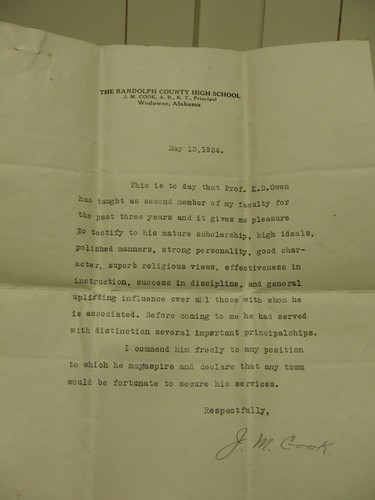 THE RANDOLPH COUNTY HIGH SCHOOL
J. M. COOK, A. B., K. T., Principal
Wedowee, Alabama
May 13,1924.
This is to day that Prof. K.D.Owen
has taught as second member of my faculty for
the past three years and it gives me pleasure
to testify to his mature scholarship, high ideals,
polished manners, strong personality, good char-
acter, superb religious views, effectiveness in
instruction, success in discipline, and general
uplifting influence over all those with whom he
is associated. Before coming to me he had served
with distinction several important principalchips.
I commend him freely to any position
to which he mayaspire and declare that any town
would be fortunate to secure his services.
Respectfully,
J. M. Cook